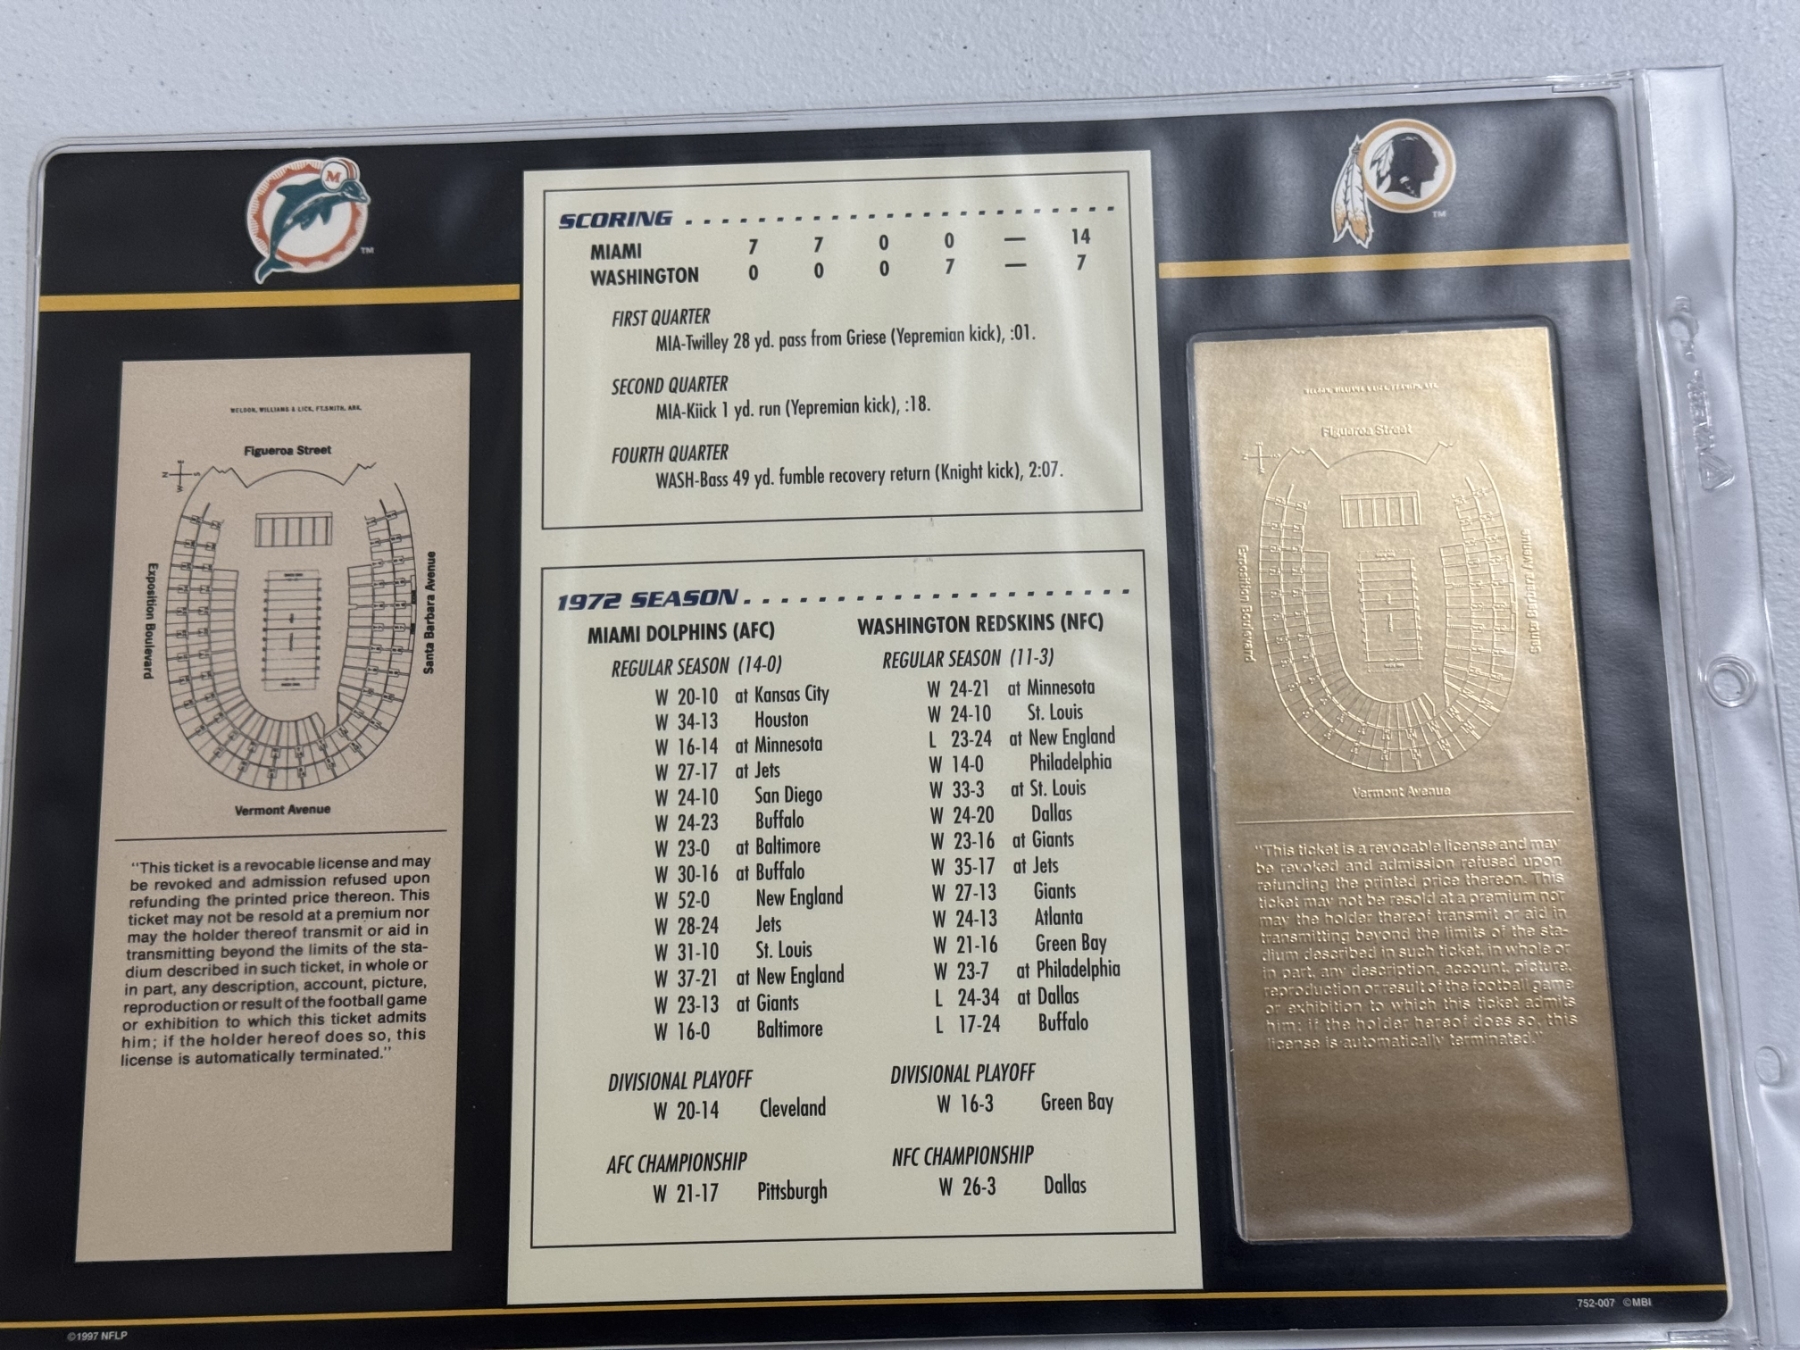 M
TM
TM
SCORING
MIAMI 7 7 0 0 — 14
WASHINGTON 0 0 0 7 — 7
FIRST QUARTER
MIA-Twilley 28 yd. pass from Griese (Yepremian kick), :01.
SECOND QUARTER
MIA-Kiick 1 yd. run (Yepremian kick), :18.
FOURTH QUARTER
WASH-Bass 49 yd. fumble recovery return (Knight kick), 2:07.
1972 SEASON
MIAMI DOLPHINS (AFC)
REGULAR SEASON (14-0)
W 20-10 at Kansas City
W 34-13 Houston
W 16-14 at Minnesota
W 27-17 at Jets
W 24-10 San Diego
W 24-23 Buffalo
W 23-0 at Baltimore
W 30-16 at Buffalo
W 52-0 New England
W 28-24 Jets
W 31-10 St. Louis
W 37-21 at New England
W 23-13 at Giants
W 16-0 Baltimore
DIVISIONAL PLAYOFF
W 20-14 Cleveland
AFC CHAMPIONSHIP
W 21-17 Pittsburgh
WASHINGTON REDSKINS (NFC)
REGULAR SEASON (11-3)
W 24-21 at Minnesota
W 24-10 St. Louis
L 23-24 at New England
W 14-0 Philadelphia
W 33-3 at St. Louis
W 24-20 Dallas
W 23-16 at Giants
W 35-17 at Jets
W 27-13 Giants
W 24-13 Atlanta
W 21-16 Green Bay
W 23-7 at Philadelphia
L 24-34 at Dallas
L 17-24 Buffalo
DIVISIONAL PLAYOFF
W 16-3 Green Bay
NFC CHAMPIONSHIP
W 26-3 Dallas
WELDON, WILLIAMS & LICK, FT.SMITH, ARK.
Figueroa Street
N
S
W
Exposition Boulevard
Santa Barbara Avenue
Vermont Avenue
"This ticket is a revocable license and may
be revoked and admission refused upon
refunding the printed price thereon. This
ticket may not be resold at a premium nor
may the holder thereof transmit or aid in
transmitting beyond the limits of the sta-
dium described in such ticket, in whole or
in part, any description, account, picture,
reproduction or result of the football game
or exhibition to which this ticket admits
him; if the holder hereof does so, this
license is automatically terminated."
WELDON, WILLIAMS & LICK, FT.SMITH, ARK.
Figueroa Street
Exposition Boulevard
Santa Barbara Avenue
Vermont Avenue
"This ticket is a revocable license and may
be revoked and admission refused upon
refunding the printed price thereon. This
ticket may not be resold at a premium nor
may the holder thereof transmit or aid in
transmitting beyond the limits of the sta-
dium described in such ticket, in whole or
in part, any description, account, picture,
reproduction or result of the football game
or exhibition to which this ticket admits
him; if the holder hereof does so, this
license is automatically terminated."
©1997 NFLP
752-007 ©MBI